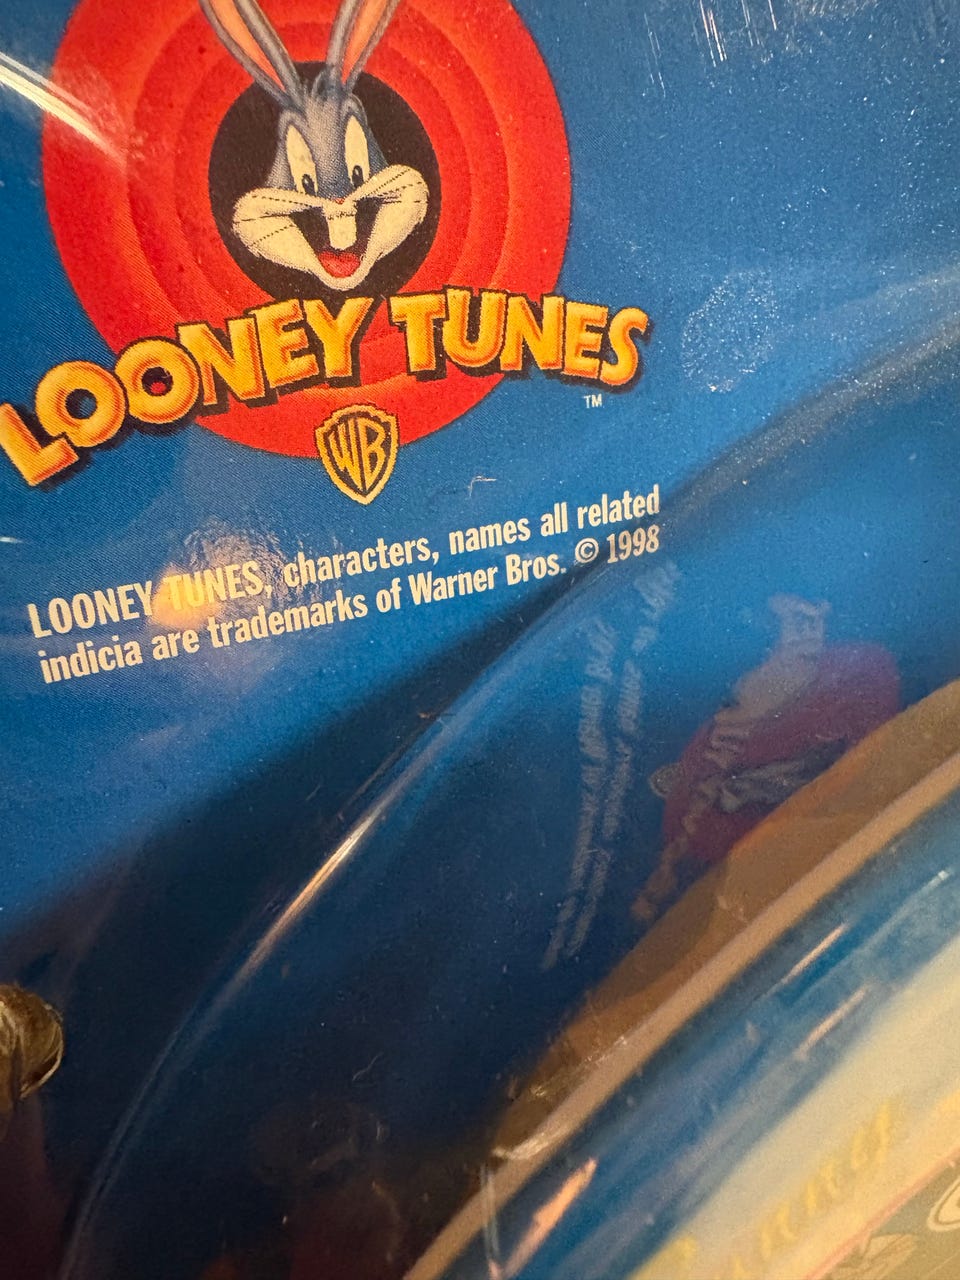 LOONEY TUNES
TM
WB
LOONEY TUNES, characters, names all related
indicia are trademarks of Warner Bros. © 1998